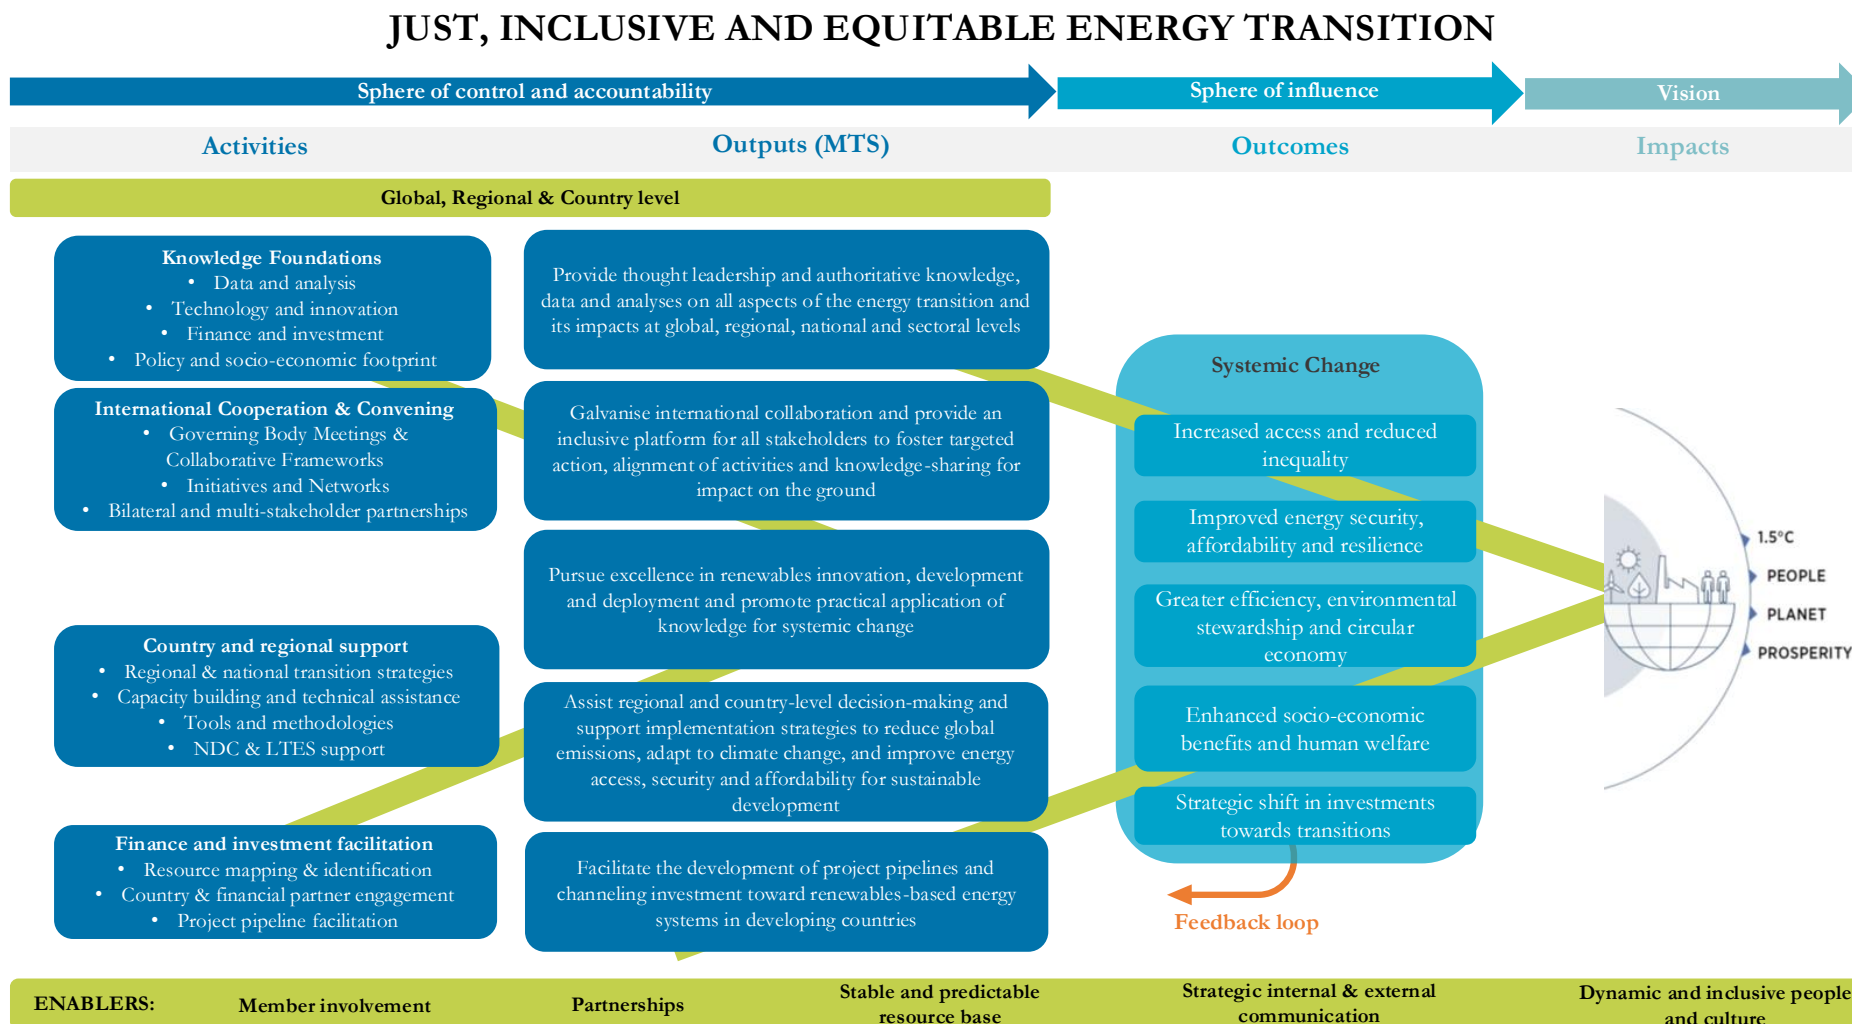 JUST, INCLUSIVE AND EQUITABLE ENERGY TRANSITION
Sphere of control and accountability
Sphere of influence
Vision
Activities
Outputs (MTS)
Outcomes
Impacts
Global, Regional & Country level
Knowledge Foundations
• Data and analysis
• Technology and innovation
• Finance and investment
• Policy and socio-economic footprint
International Cooperation & Convening
• Governing Body Meetings &
Collaborative Frameworks
• Initiatives and Networks
• Bilateral and multi-stakeholder partnerships
Country and regional support
• Regional & national transition strategies
• Capacity building and technical assistance
• Tools and methodologies
• NDC & LTES support
Finance and investment facilitation
• Resource mapping & identification
• Country & financial partner engagement
• Project pipeline facilitation
Provide thought leadership and authoritative knowledge,
data and analyses on all aspects of the energy transition and
its impacts at global, regional, national and sectoral levels
Galvanise international collaboration and provide an
inclusive platform for all stakeholders to foster targeted
action, alignment of activities and knowledge-sharing for
impact on the ground
Pursue excellence in renewables innovation, development
and deployment and promote practical application of
knowledge for systemic change
Assist regional and country-level decision-making and
support implementation strategies to reduce global
emissions, adapt to climate change, and improve energy
access, security and affordability for sustainable
development
Facilitate the development of project pipelines and
channeling investment toward renewables-based energy
systems in developing countries
Systemic Change
Increased access and reduced
inequality
Improved energy security,
affordability and resilience
Greater efficiency, environmental
stewardship and circular
economy
Enhanced socio-economic
benefits and human welfare
Strategic shift in investments
towards transitions
Feedback loop
1.5°C
PEOPLE
PLANET
PROSPERITY
ENABLERS:
Member involvement
Partnerships
Stable and predictable
resource base
Strategic internal & external
communication
Dynamic and inclusive people
and culture